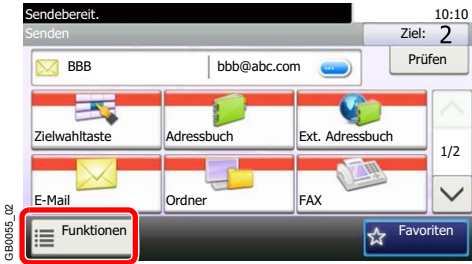 Sendebereit.
10:10
Senden
Ziel: 2
BBB
bbb@abc.com
Prüfen
Zielwahltaste
Adressbuch
Ext. Adressbuch
1/2
E-Mail
Ordner
FAX
Funktionen
Favoriten
GB0055_02